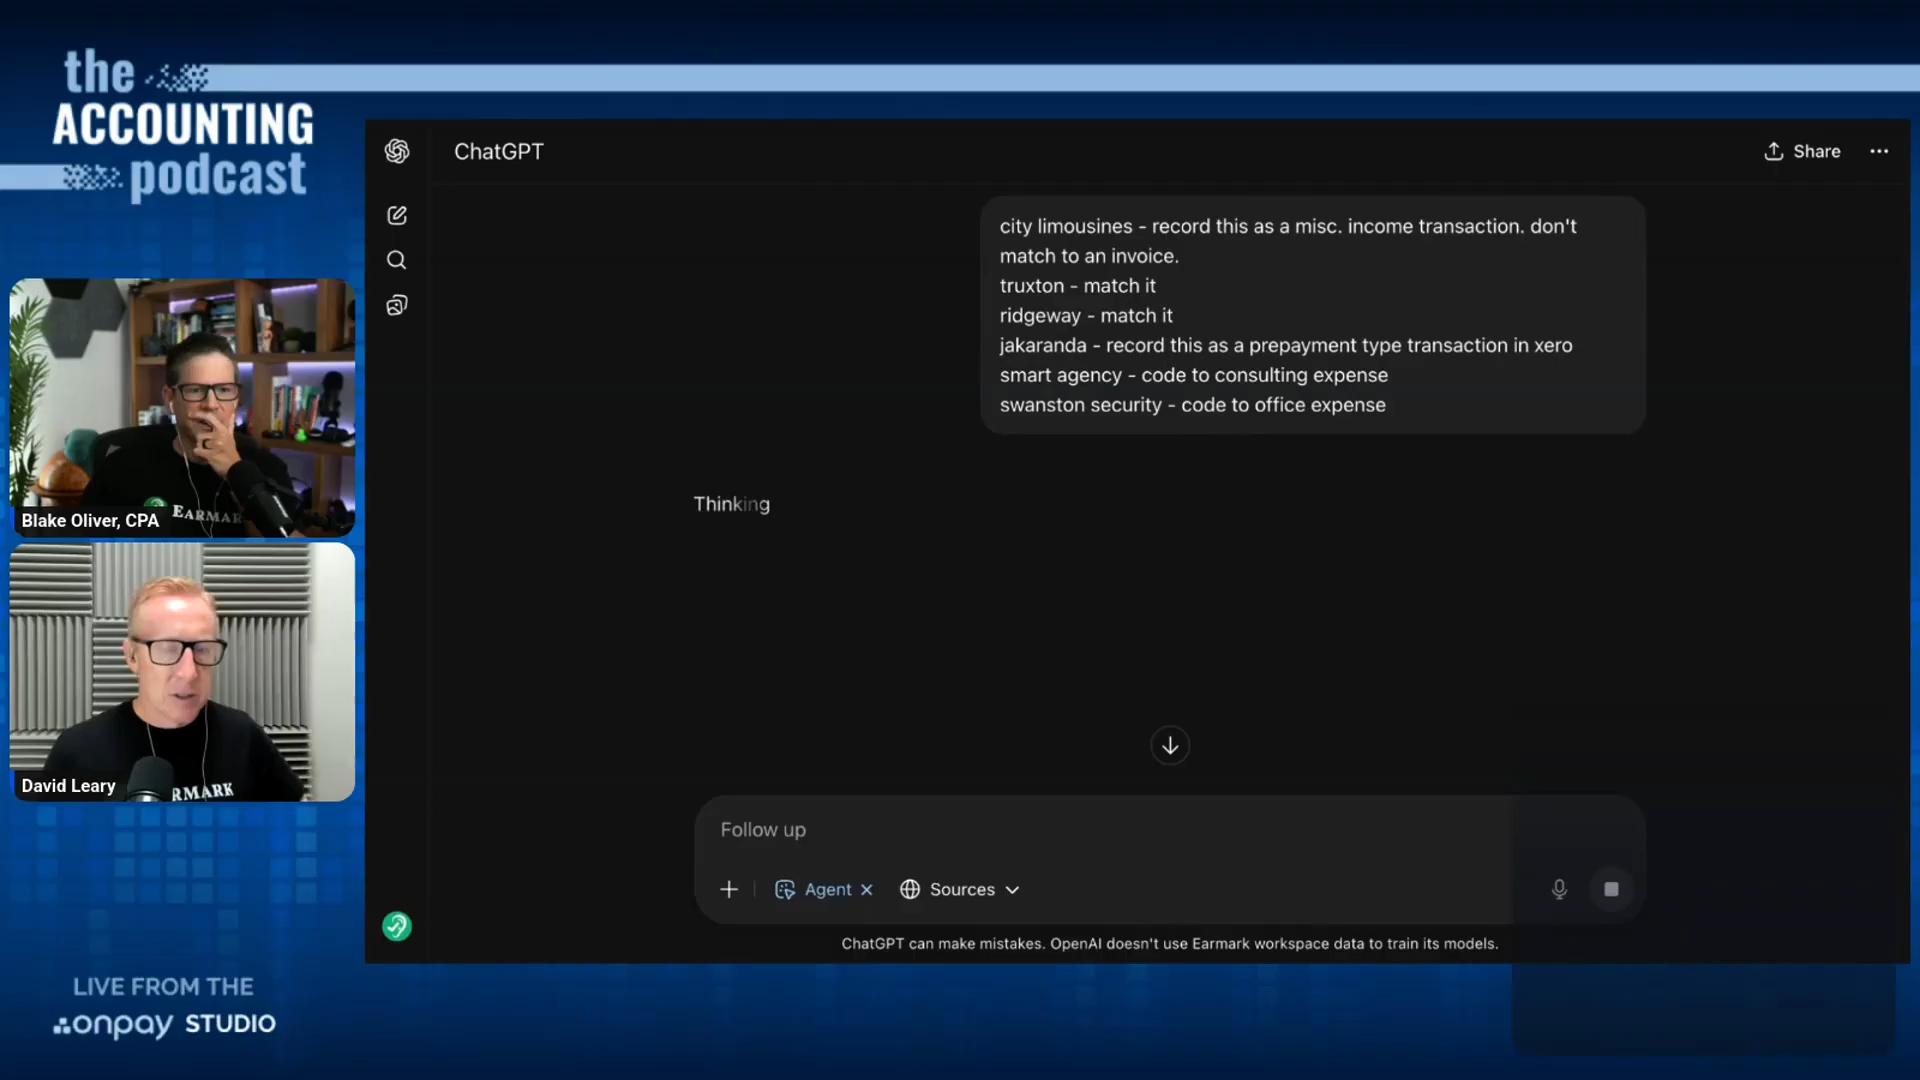 the
ACCOUNTING
podcast
ChatGPT
Share
city limousines - record this as a misc. income transaction. don't
match to an invoice.
truxton - match it
ridgeway - match it
jakaranda - record this as a prepayment type transaction in xero
smart agency - code to consulting expense
swanston security - code to office expense
Thinking
EARMAR
Blake Oliver, CPA
RMARK
David Leary
Follow up
Agent
Sources
ChatGPT can make mistakes. OpenAI doesn't use Earmark workspace data to train its models.
LIVE FROM THE
onpay STUDIO